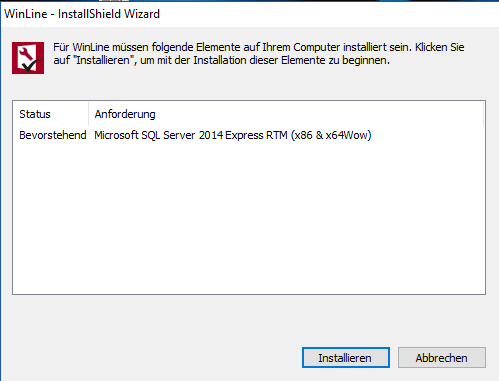 WinLine - InstallShield Wizard
Für WinLine müssen folgende Elemente auf Ihrem Computer installiert sein. Klicken Sie
auf "Installieren", um mit der Installation dieser Elemente zu beginnen.
Status Anforderung
Bevorstehend Microsoft SQL Server 2014 Express RTM (x86 & x64Wow)
Installieren Abbrechen